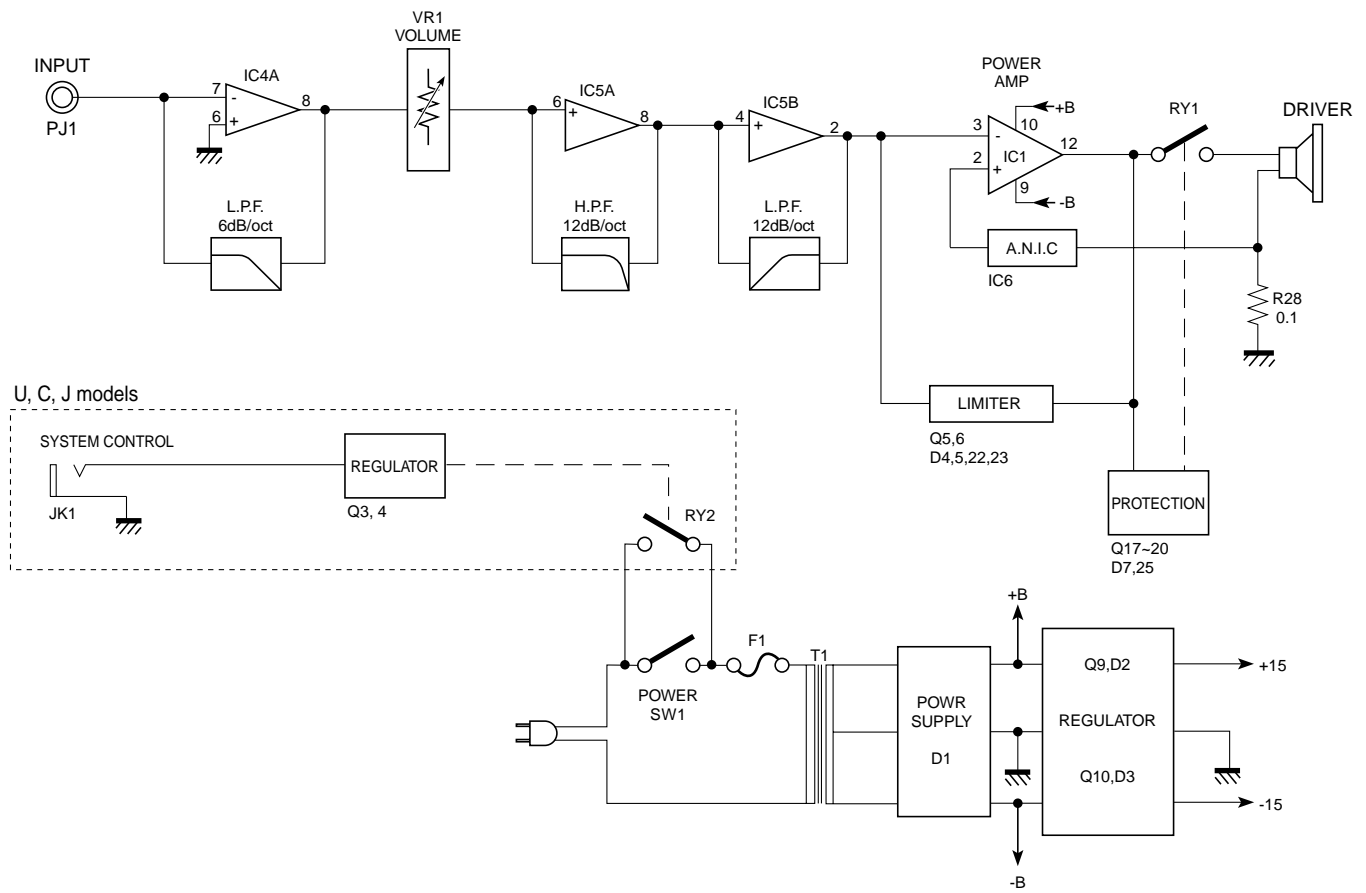 VR1
VOLUME
INPUT
PJ1
IC4A
7
-
6
+
8
L.P.F.
6dB/oct
IC5A
6
+
8
H.P.F.
12dB/oct
IC5B
4
+
2
L.P.F.
12dB/oct
POWER
AMP
+B
10
3
-
IC1
2
+
12
9
-B
RY1
DRIVER
A.N.I.C
IC6
R28
0.1
LIMITER
Q5,6
D4,5,22,23
PROTECTION
Q17~20
D7,25
U, C, J models
SYSTEM CONTROL
JK1
REGULATOR
Q3, 4
RY2
POWER
SW1
F1
T1
POWR
SUPPLY
D1
+B
-B
Q9,D2
REGULATOR
Q10,D3
+15
-15